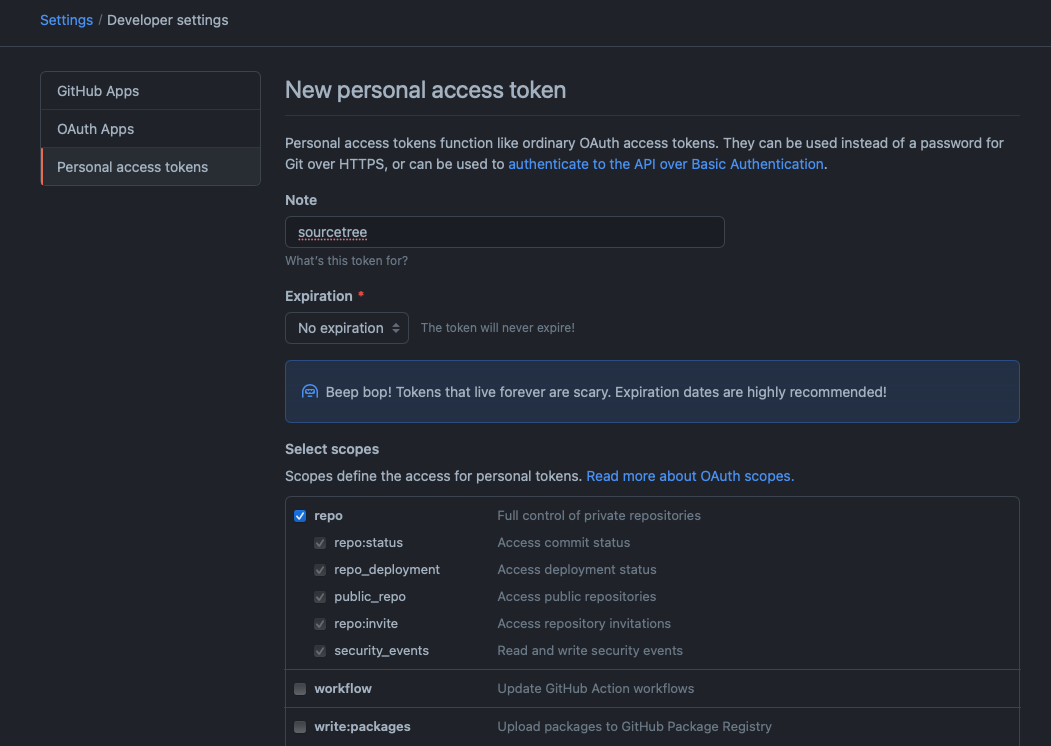 Settings / Developer settings
GitHub Apps
OAuth Apps
Personal access tokens
New personal access token
Personal access tokens function like ordinary OAuth access tokens. They can be used instead of a password for
Git over HTTPS, or can be used to authenticate to the API over Basic Authentication.
Note
sourcetree
What's this token for?
Expiration *
No expiration
The token will never expire!
Beep bop! Tokens that live forever are scary. Expiration dates are highly recommended!
Select scopes
Scopes define the access for personal tokens. Read more about OAuth scopes.
repo Full control of private repositories
repo:status Access commit status
repo_deployment Access deployment status
public_repo Access public repositories
repo:invite Access repository invitations
security_events Read and write security events
workflow Update GitHub Action workflows
write:packages Upload packages to GitHub Package Registry